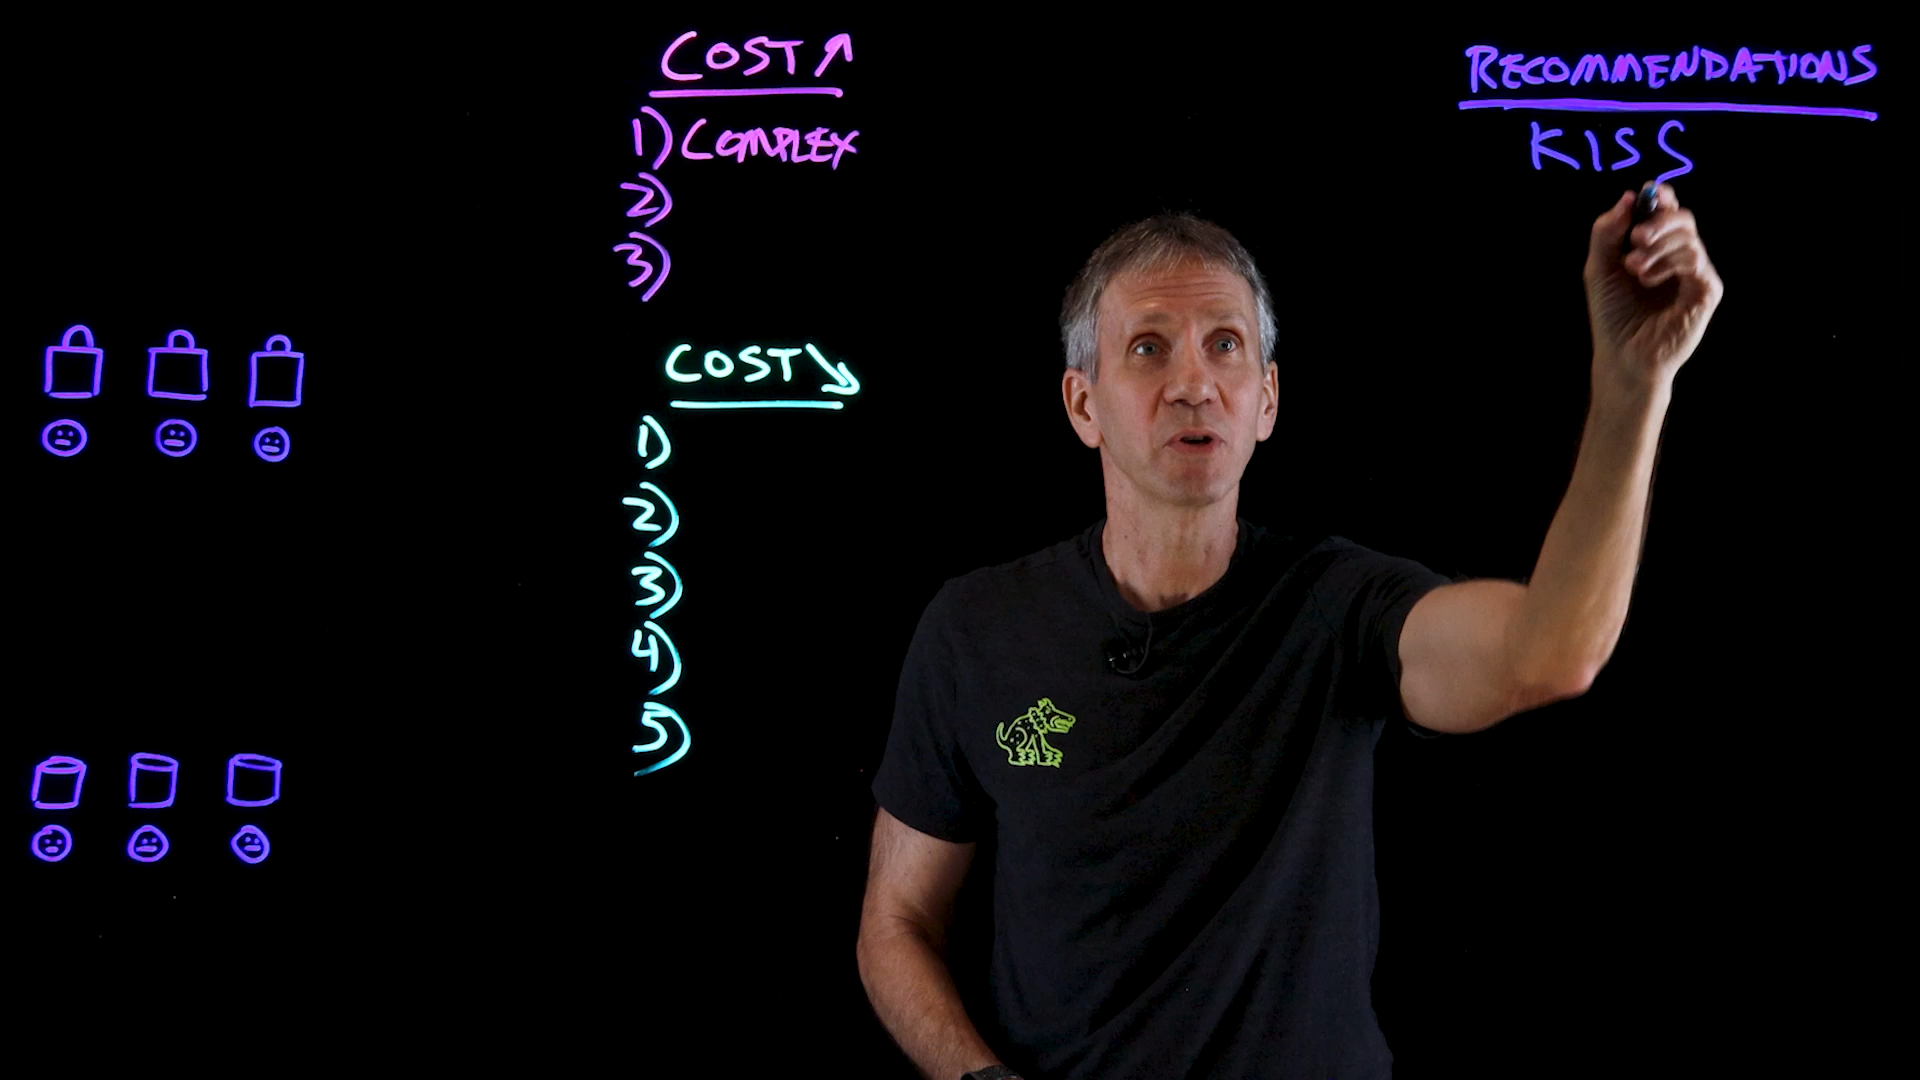 COST↗
1) COMPLEX
2)
3)
COST↘
1)
2)
3)
4)
5)
RECOMMENDATIONS
KISS